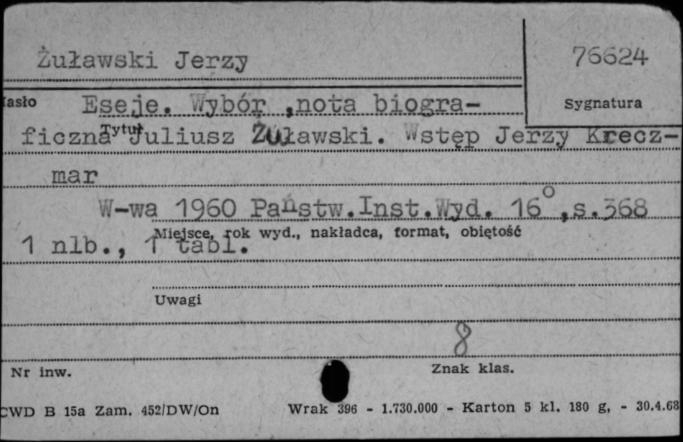 Żuławski Jerzy
76624
Hasło Eseje. Wybór ,nota biogra-
Sygnatura
ficzna Tytuł Juliusz Żuławski. Wstęp Jerzy Krecz-
mar
W-wa 1960 Państw.Inst.Wyd. 16°,s.368
Miejsce, rok wyd., nakładca, format, objętość
1 nlb., 1 tabl.
Uwagi
8
Nr inw.
Znak klas.
CWD B 15a Zam. 452/DW/On Wrak 396 - 1.730.000 - Karton 5 kl. 180 g, - 30.4.68